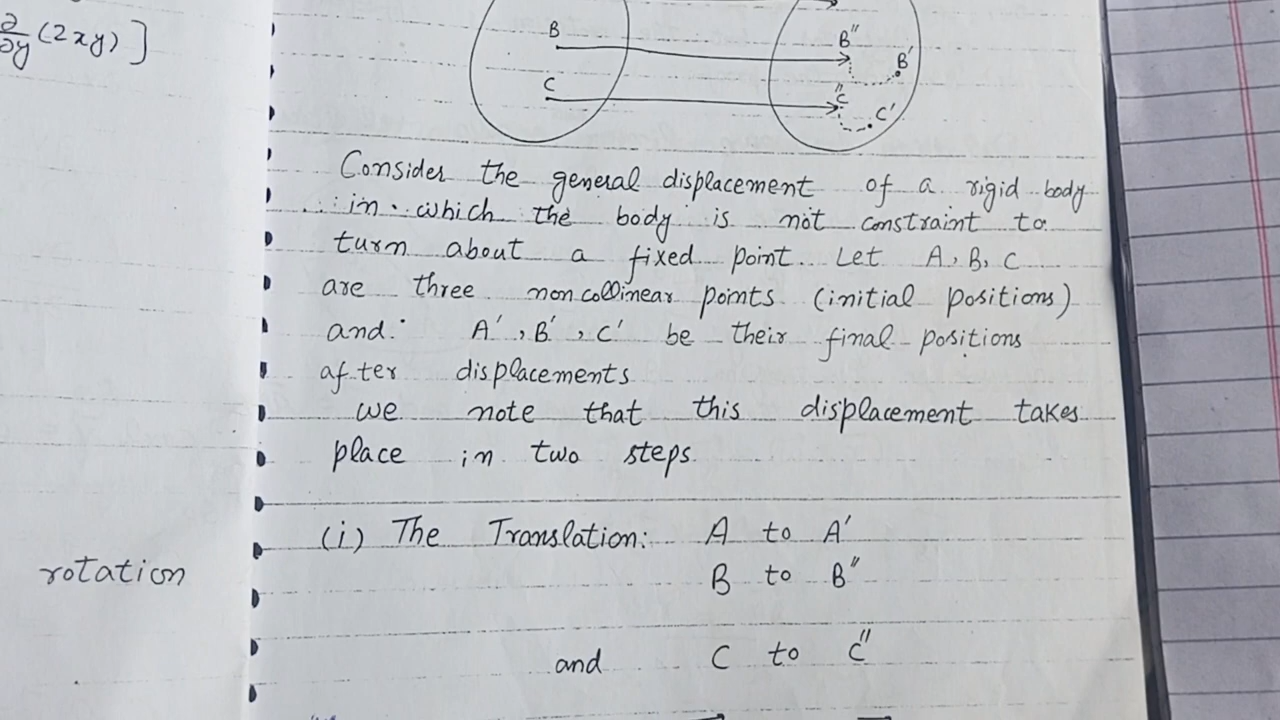 ∂/∂y (2xy) ]
rotation
B
B″
B′
C
C″
C′
Consider the general displacement of a rigid body
in which the body is not constraint to
turn about a fixed point. Let A, B, C
are three noncollinear points (initial positions)
and A′, B′, C′ be their final positions
after displacements
we note that this displacement takes
place in two steps.
(i) The Translation: A to A′
B to B″
and C to C″